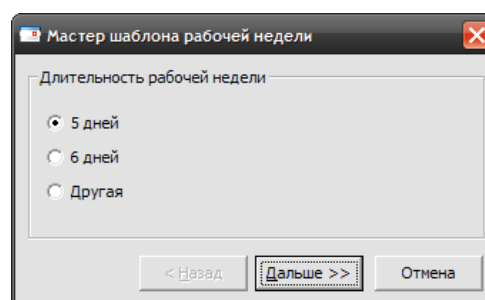 Мастер шаблона рабочей недели
Длительность рабочей недели
5 дней
6 дней
Другая
< Назад Дальше >> Отмена